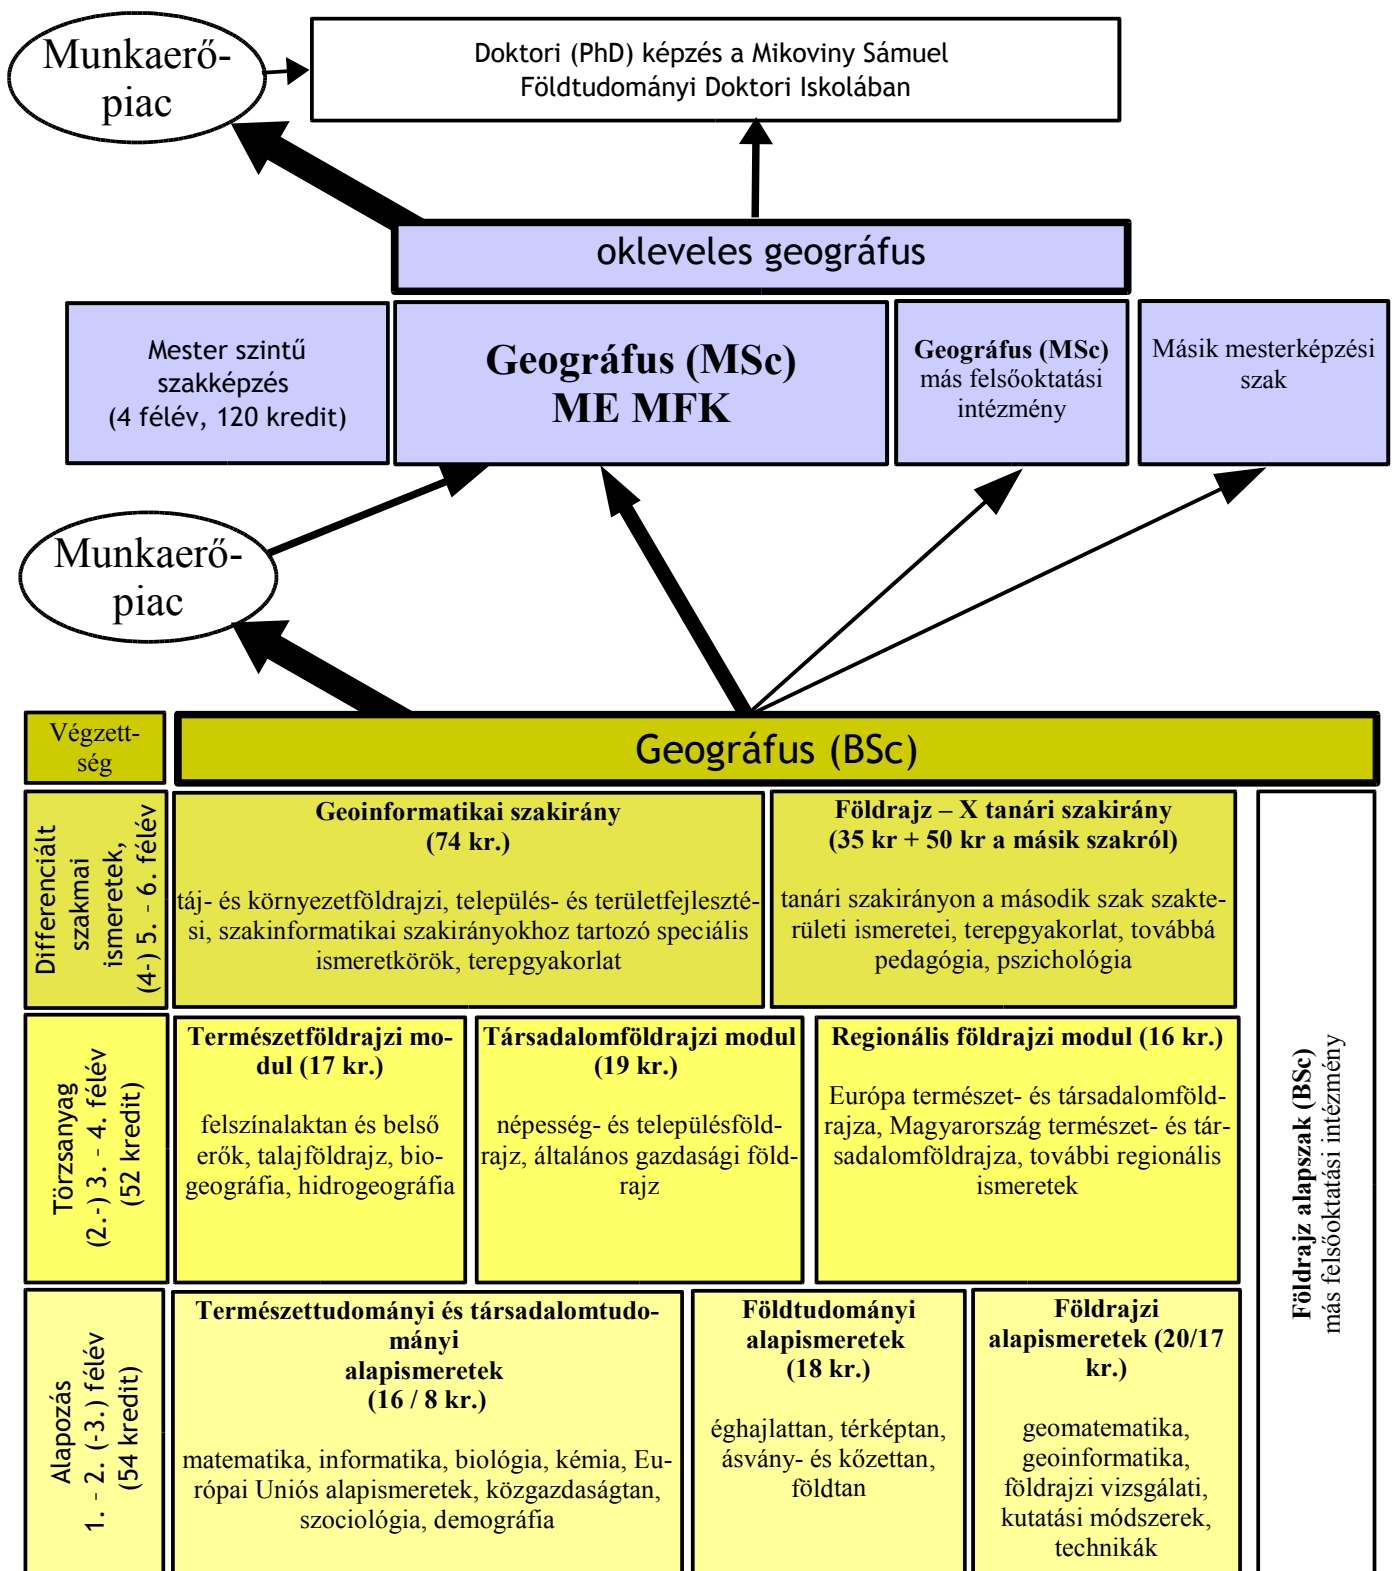 Munkaerő-
piac
Doktori (PhD) képzés a Mikoviny Sámuel
Földtudományi Doktori Iskolában
okleveles geográfus
Mester szintű
szakképzés
(4 félév, 120 kredit)
Geográfus (MSc)
ME MFK
Geográfus (MSc)
más felsőoktatási
intézmény
Másik mesterképzési
szak
Munkaerő-
piac
Végzett-
ség
Geográfus (BSc)
Differenciált
szakmai
ismeretek,
(4-) 5. - 6. félév
Geoinformatikai szakirány
(74 kr.)
táj- és környezetföldrajzi, település- és területfejleszté-
si, szakinformatikai szakirányokhoz tartozó speciális
ismeretkörök, terepgyakorlat
Földrajz – X tanári szakirány
(35 kr + 50 kr a másik szakról)
tanári szakirányon a második szak szakte-
rületi ismeretei, terepgyakorlat, továbbá
pedagógia, pszichológia
Törzsanyag
(2.-) 3. - 4. félév
(52 kredit)
Természetföldrajzi mo-
dul (17 kr.)
felszínalaktan és belső
erők, talajföldrajz, bio-
geográfia, hidrogeográfia
Társadalomföldrajzi modul
(19 kr.)
népesség- és településföld-
rajz, általános gazdasági föld-
rajz
Regionális földrajzi modul (16 kr.)
Európa természet- és társadalomföld-
rajza, Magyarország természet- és tár-
sadalomföldrajza, további regionális
ismeretek
Alapozás
1. - 2. (-3.) félév
(54 kredit)
Természettudományi és társadalomtudo-
mányi
alapismeretek
(16 / 8 kr.)
matematika, informatika, biológia, kémia, Eu-
rópai Uniós alapismeretek, közgazdaságtan,
szociológia, demográfia
Földtudományi
alapismeretek
(18 kr.)
éghajlattan, térképtan,
ásvány- és kőzettan,
földtan
Földrajzi
alapismeretek (20/17
kr.)
geomatematika,
geoinformatika,
földrajzi vizsgálati,
kutatási módszerek,
technikák
Földrajz alapszak (BSc)
más felsőoktatási intézmény